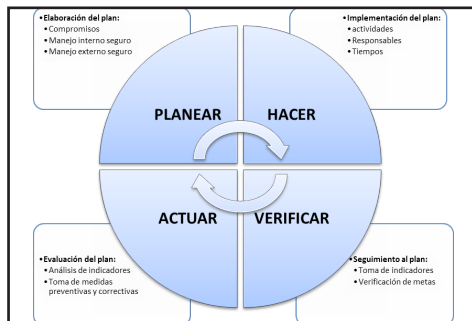 •Elaboración del plan:
•Compromisos
•Manejo interno seguro
•Manejo externo seguro
•Implementación del plan:
•actividades
•Responsables
•Tiempos
PLANEAR
HACER
ACTUAR
VERIFICAR
•Evaluación del plan:
•Análisis de indicadores
•Toma de medidas
preventivas y correctivas
•Seguimiento al plan:
•Toma de indicadores
•Verificación de metas